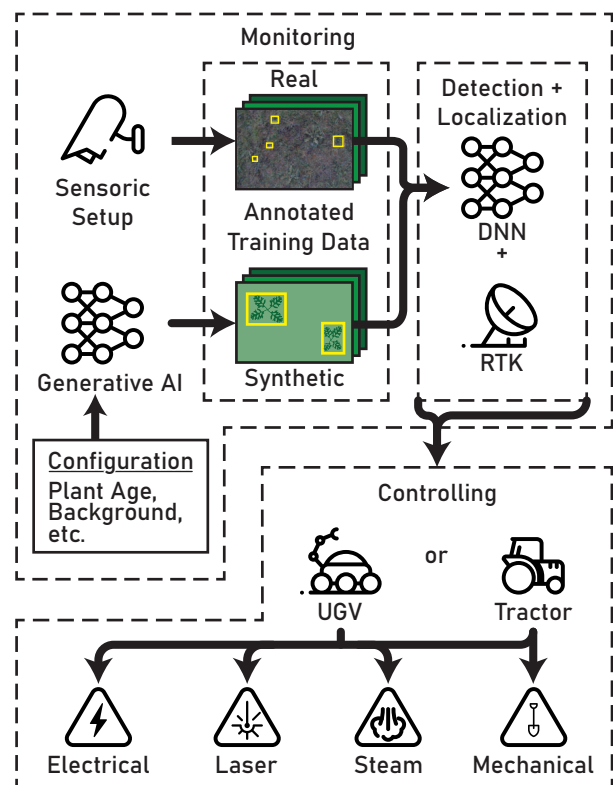 Monitoring
Real
Detection +
Localization
Sensoric
Setup
Annotated
Training Data
DNN
+
Generative AI
Synthetic
RTK
Configuration
Plant Age,
Background,
etc.
Controlling
or
UGV
Tractor
Electrical
Laser
Steam
Mechanical